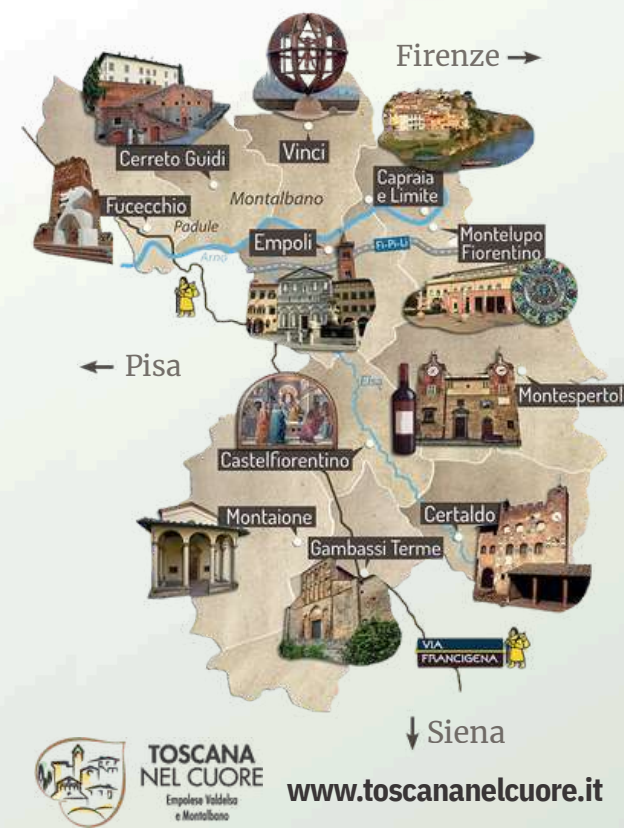 Firenze →
Cerreto Guidi
Vinci
Capraia
e Limite
Fucecchio
Montalbano
Padule
Empoli
Arno
FI-PI-LI
Montelupo
Fiorentino
← Pisa
Elsa
Montespertol
Castelfiorentino
Montaione
Certaldo
Gambassi Terme
VIA
FRANCIGENA
↓ Siena
TOSCANA
NEL CUORE
Empolese Valdelsa
e Montalbano
www.toscananelcuore.it